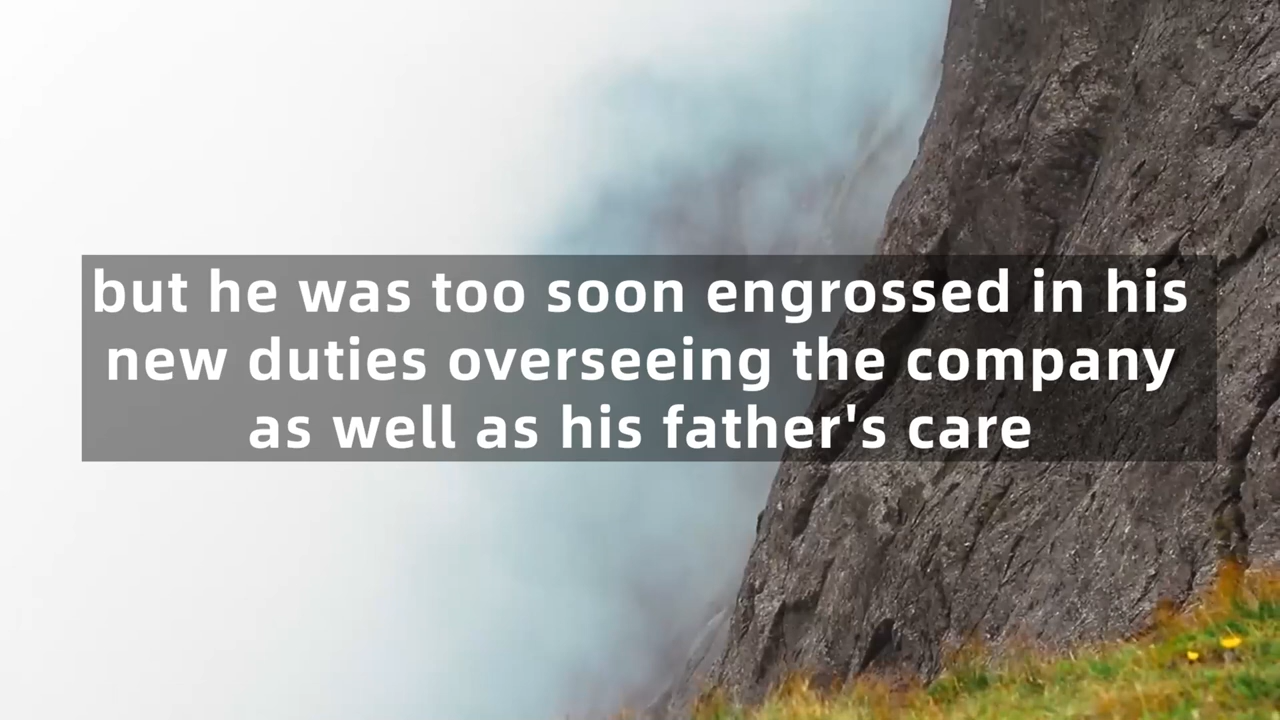 but he was too soon engrossed in his
new duties overseeing the company
as well as his father's care